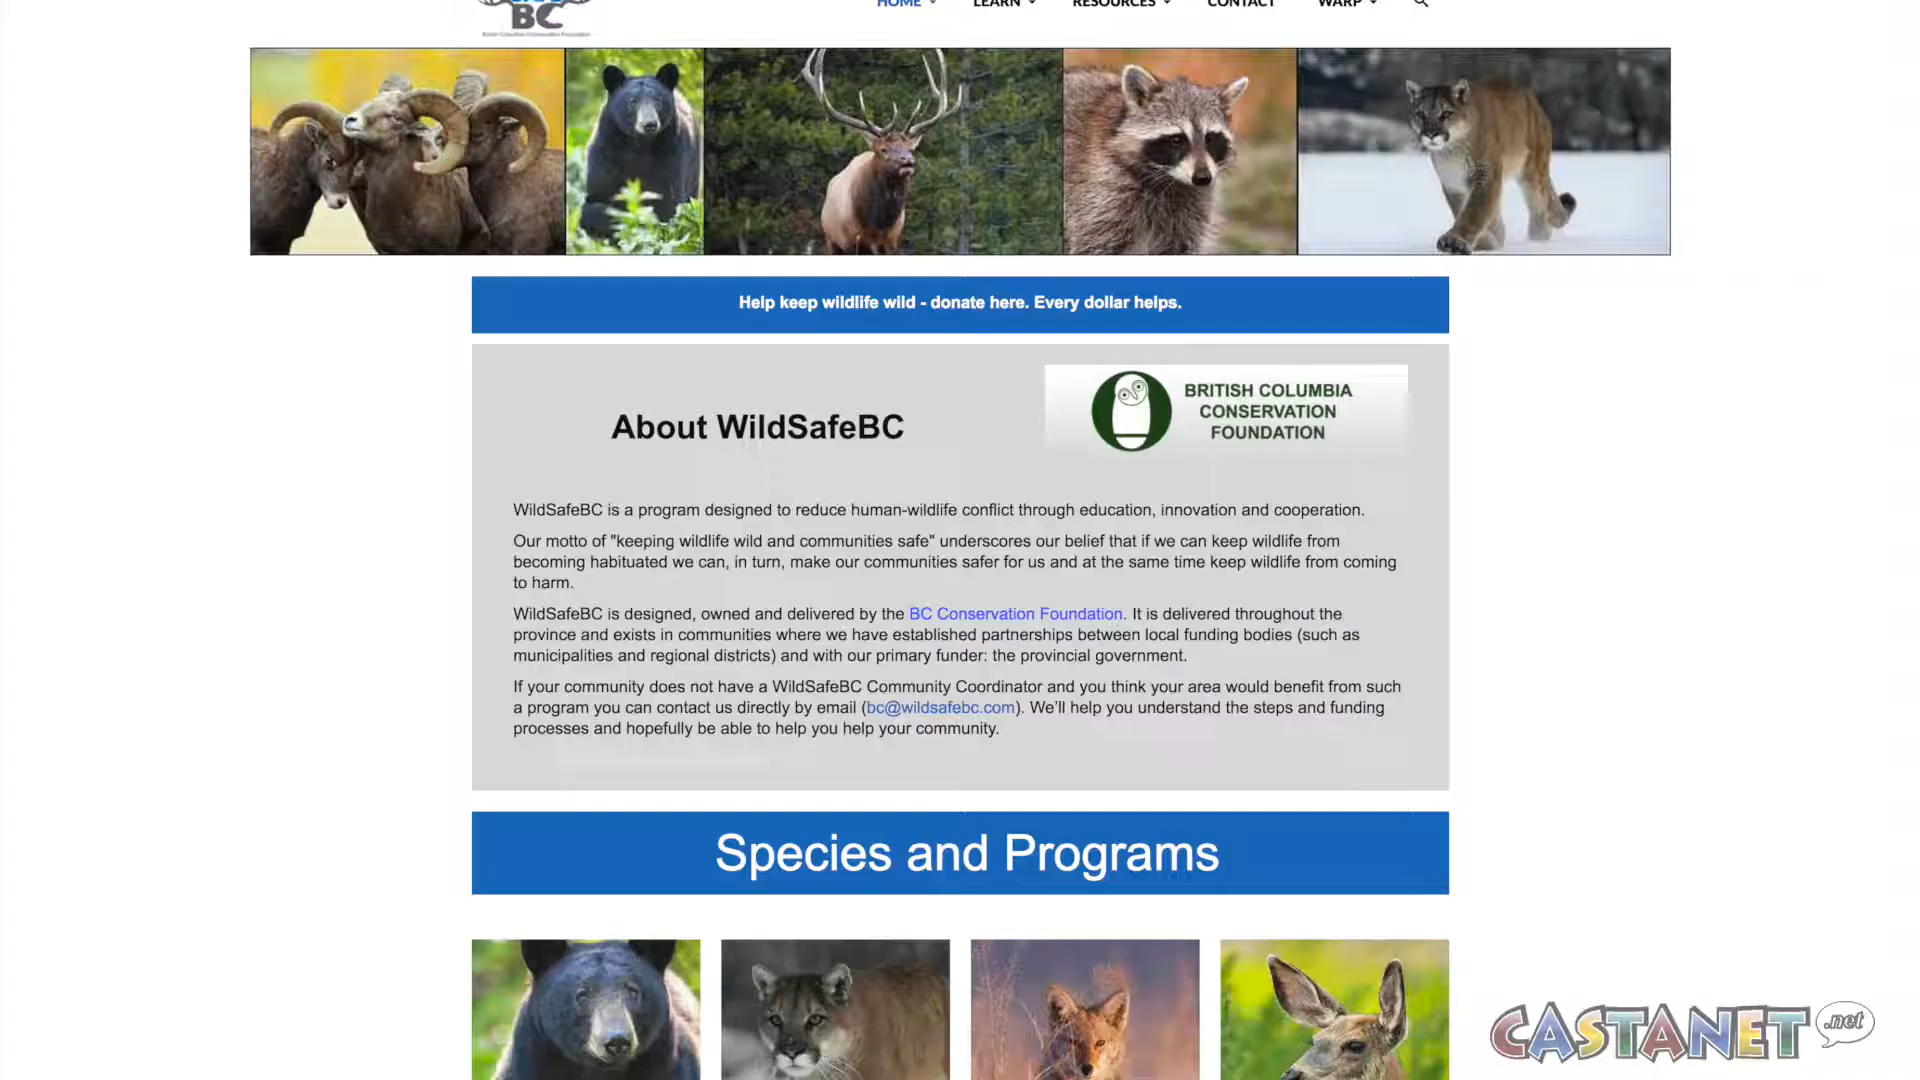 BC
HOME LEARN RESOURCES CONTACT WARP
Help keep wildlife wild - donate here. Every dollar helps.
About WildSafeBC
BRITISH COLUMBIA
CONSERVATION
FOUNDATION
WildSafeBC is a program designed to reduce human-wildlife conflict through education, innovation and cooperation.
Our motto of "keeping wildlife wild and communities safe" underscores our belief that if we can keep wildlife from
becoming habituated we can, in turn, make our communities safer for us and at the same time keep wildlife from coming
to harm.
WildSafeBC is designed, owned and delivered by the BC Conservation Foundation. It is delivered throughout the
province and exists in communities where we have established partnerships between local funding bodies (such as
municipalities and regional districts) and with our primary funder: the provincial government.
If your community does not have a WildSafeBC Community Coordinator and you think your area would benefit from such
a program you can contact us directly by email (bc@wildsafebc.com). We'll help you understand the steps and funding
processes and hopefully be able to help you help your community.
Species and Programs
CASTANET .net